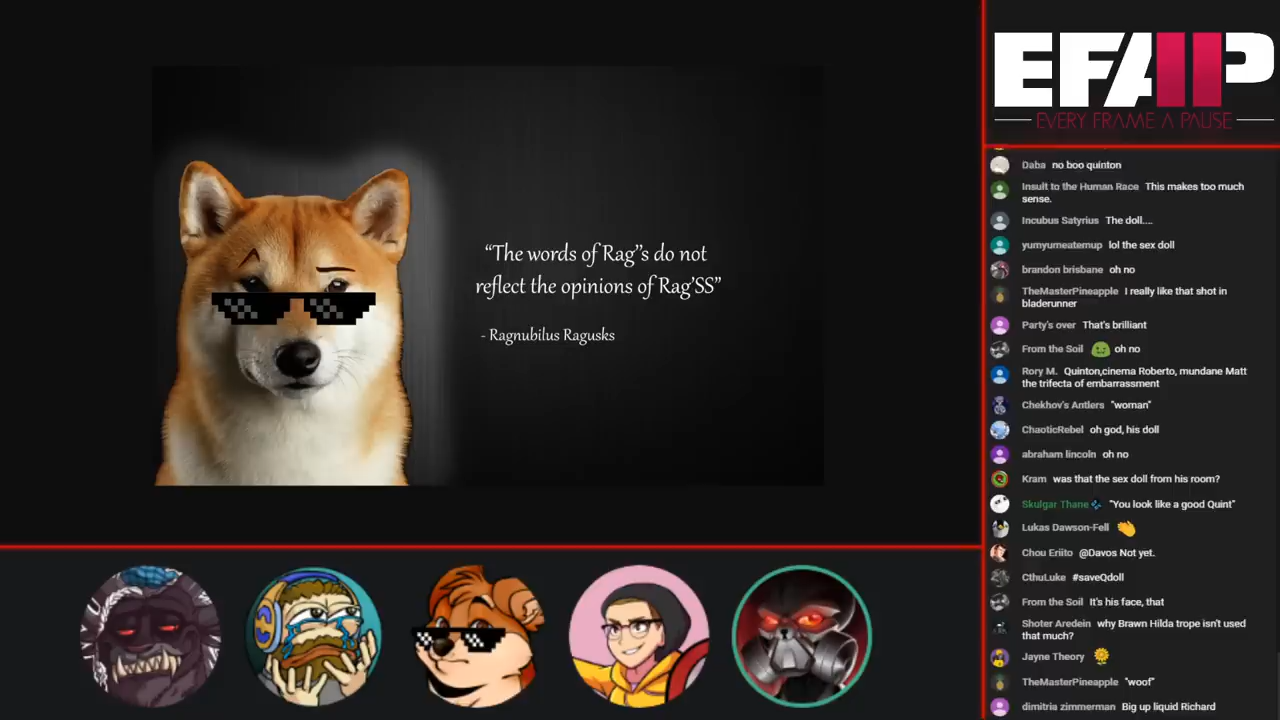 “The words of Rag”s do not
reflect the opinions of Rag’SS”
- Ragnubilus Ragusks
EFAP
EVERY FRAME A PAUSE
Daba no boo quinton
Insult to the Human Race This makes too much
sense.
Incubus Satyrius The doll....
yumyumeatemup lol the sex doll
brandon brisbane oh no
TheMasterPineapple I really like that shot in
bladerunner
Party's over That's brilliant
From the Soil oh no
Rory M. Quinton,cinema Roberto, mundane Matt
the trifecta of embarrassment
Chekhov's Antlers "woman"
ChaoticRebel oh god, his doll
abraham lincoln oh no
Kram was that the sex doll from his room?
Skulgar Thane "You look like a good Quint"
Lukas Dawson-Fell
Chou Eriito @Davos Not yet.
CthuLuke #saveQdoll
From the Soil It's his face, that
Shoter Aredein why Brawn Hilda trope isn't used
that much?
Jayne Theory
TheMasterPineapple "woof"
dimitria zimmerman Big up liquid Richard